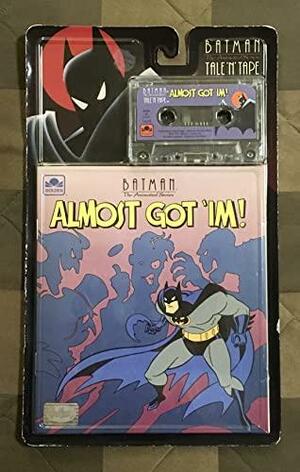 BATMAN
The Animated Series
TALE 'N' TAPE
BATMAN
TALE 'N' TAPE
ALMOST GOT 'IM!
GOLDEN
BATMAN
The Animated Series
ALMOST GOT 'IM!